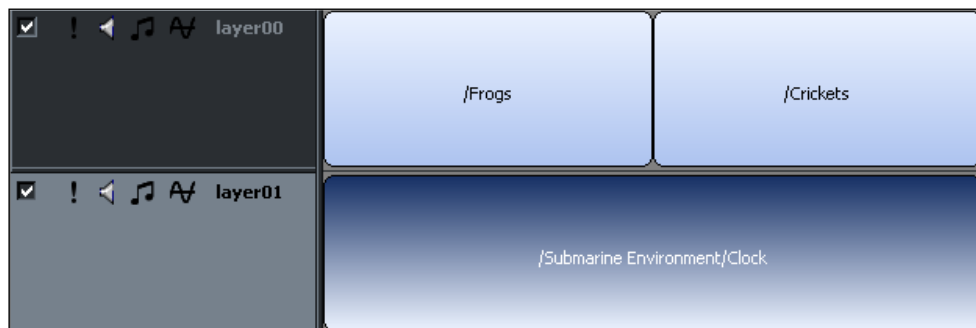 layer00
/Frogs
/Crickets
layer01
/Submarine Environment/Clock